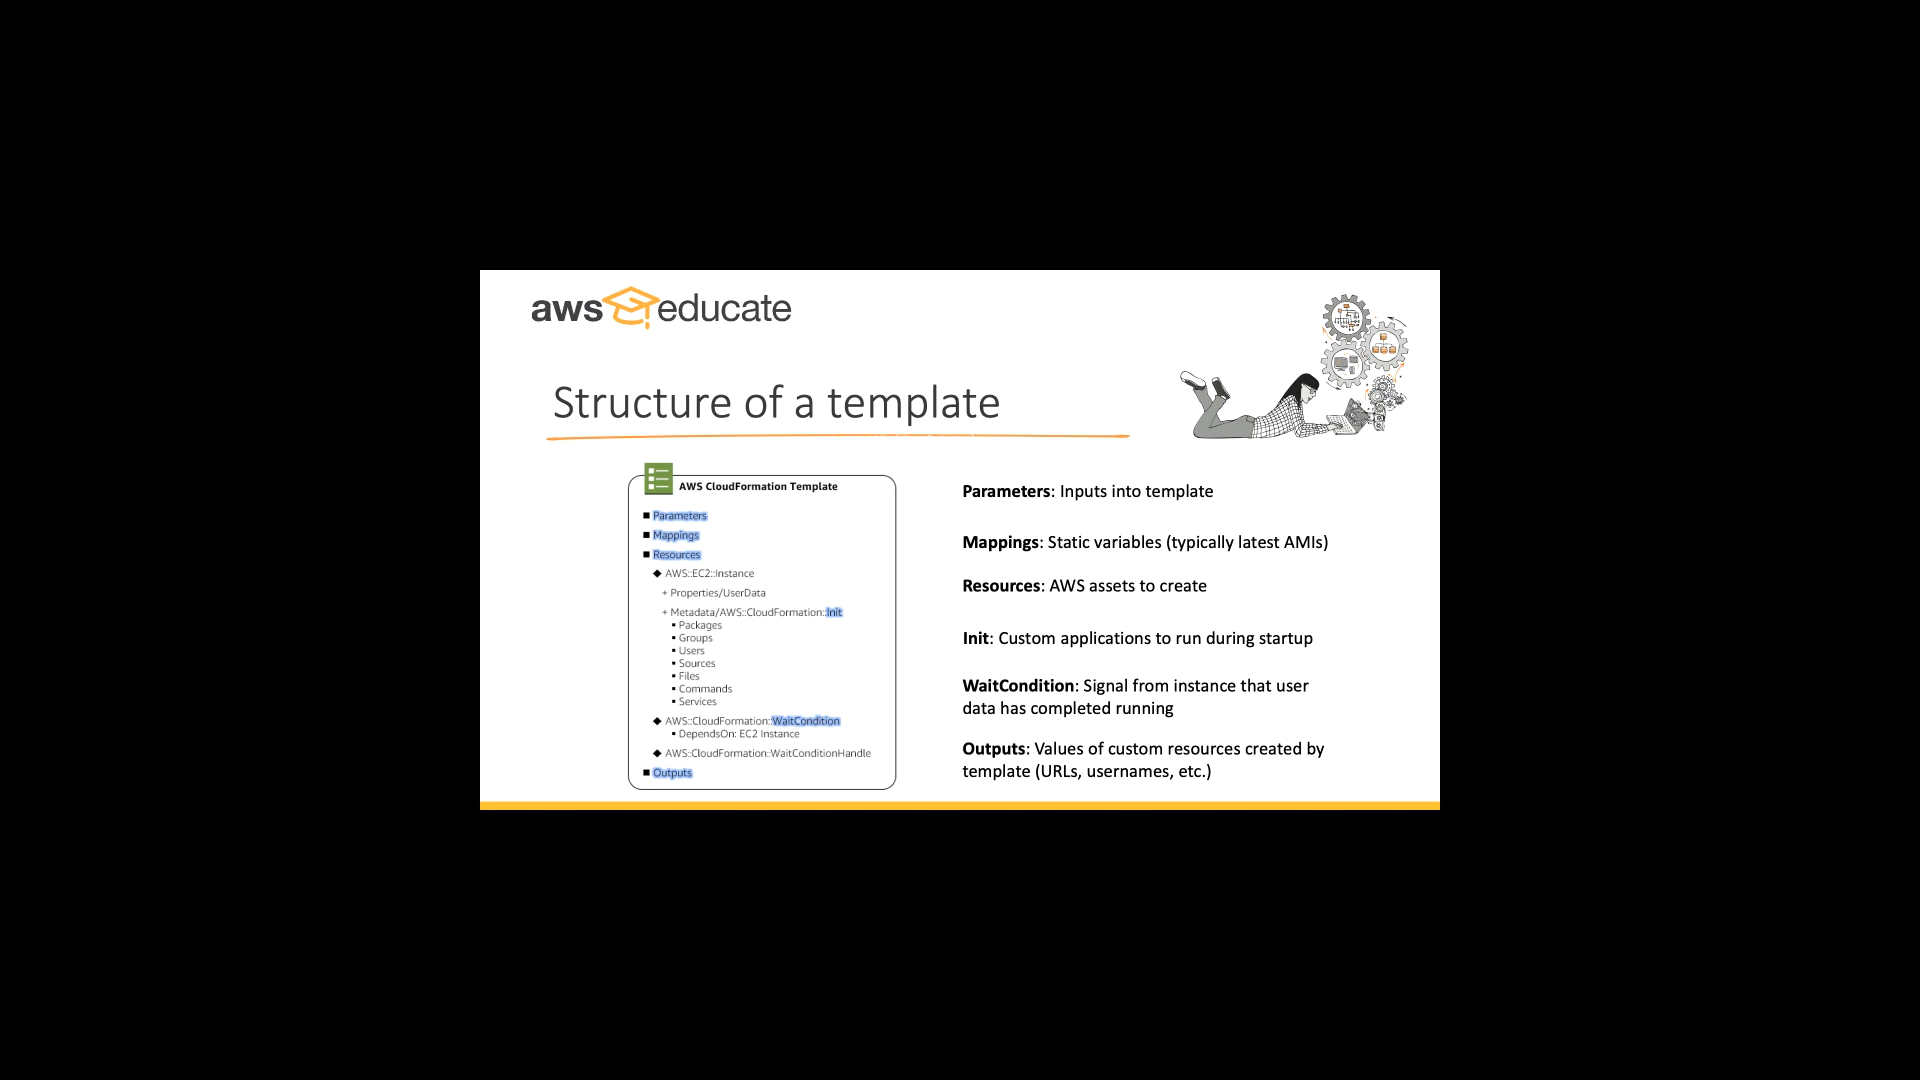 aws educate
Structure of a template
AWS CloudFormation Template
■ Parameters
■ Mappings
■ Resources
◆ AWS::EC2::Instance
+ Properties/UserData
+ Metadata/AWS::CloudFormation::Init
▪ Packages
▪ Groups
▪ Users
▪ Sources
▪ Files
▪ Commands
▪ Services
◆ AWS::CloudFormation::WaitCondition
▪ DependsOn: EC2 Instance
◆ AWS::CloudFormation::WaitConditionHandle
■ Outputs
Parameters: Inputs into template
Mappings: Static variables (typically latest AMIs)
Resources: AWS assets to create
Init: Custom applications to run during startup
WaitCondition: Signal from instance that user
data has completed running
Outputs: Values of custom resources created by
template (URLs, usernames, etc.)